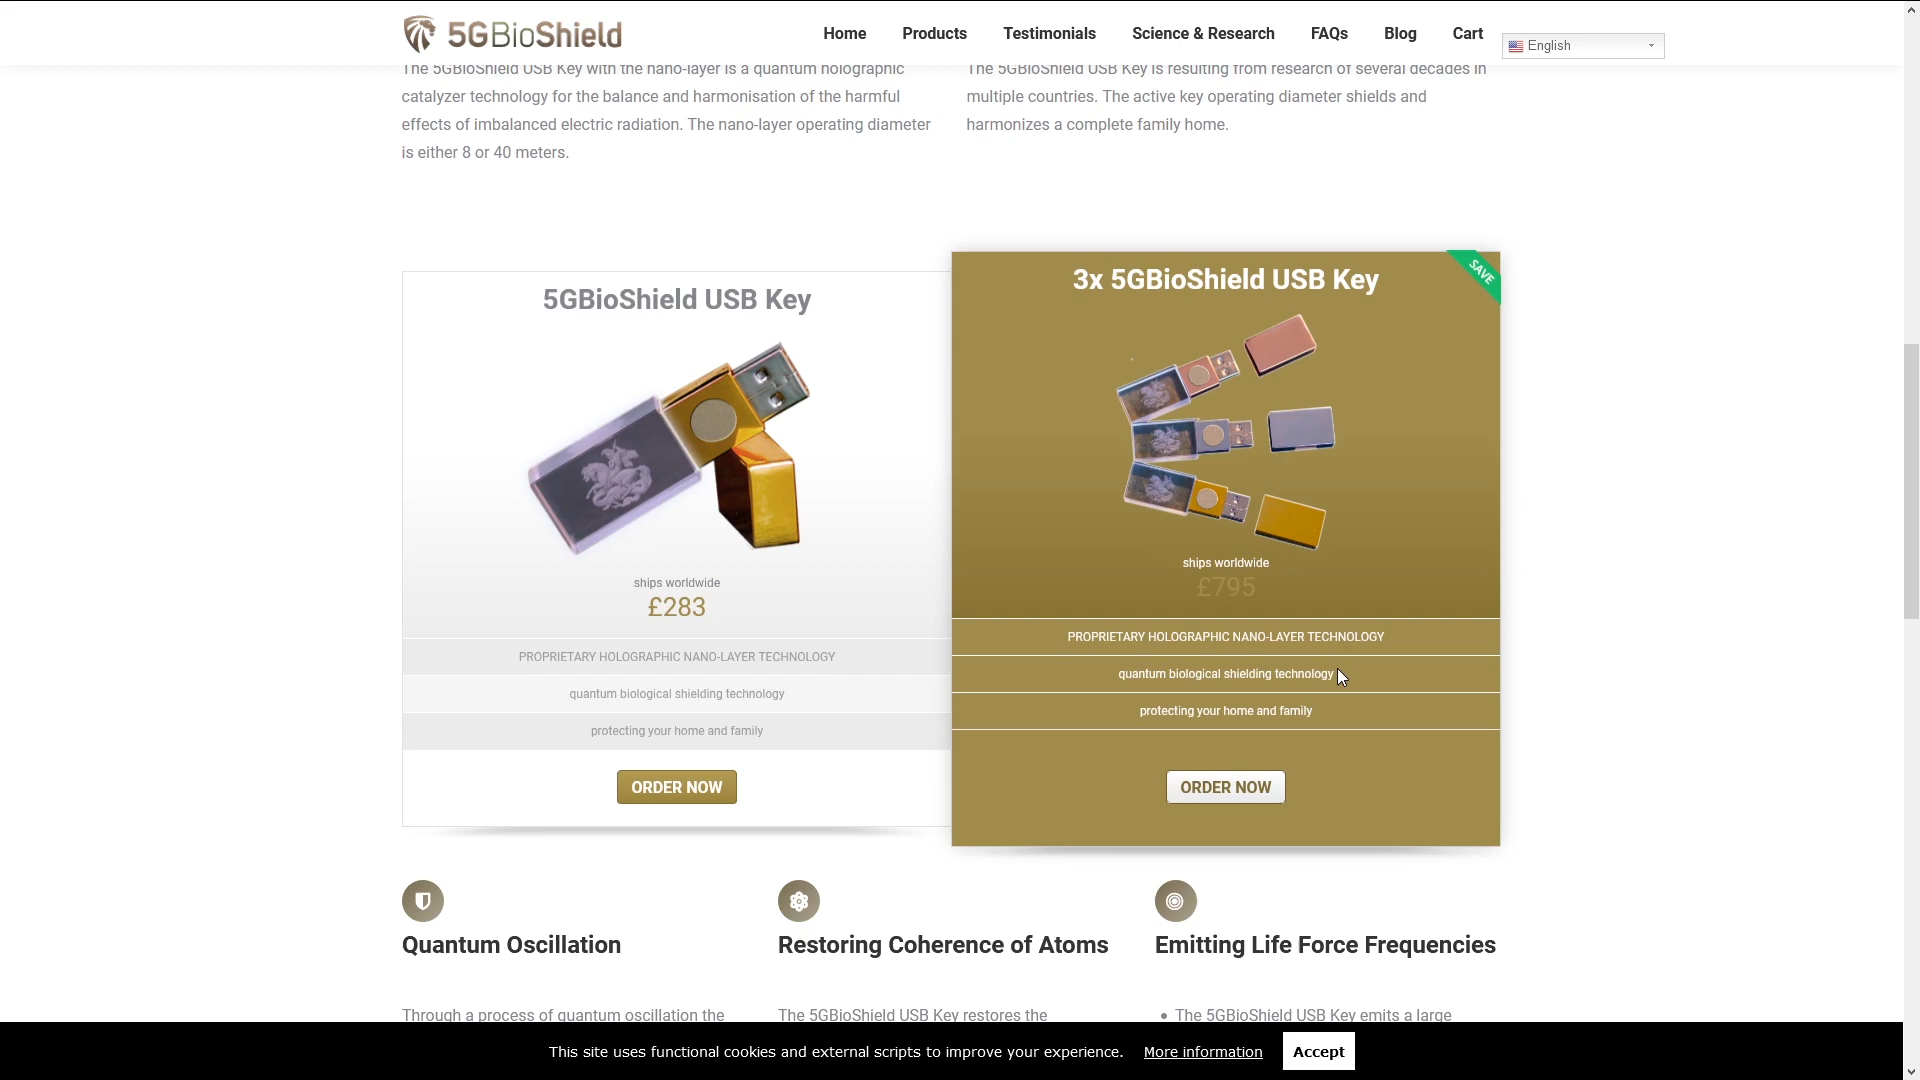 5GBioShield
Home
Products
Testimonials
Science & Research
FAQs
Blog
Cart
English
The 5GBioShield USB Key with the nano-layer is a quantum holographic
catalyzer technology for the balance and harmonisation of the harmful
effects of imbalanced electric radiation. The nano-layer operating diameter
is either 8 or 40 meters.
The 5GBioShield USB Key is resulting from research of several decades in
multiple countries. The active key operating diameter shields and
harmonizes a complete family home.
5GBioShield USB Key
ships worldwide
£283
PROPRIETARY HOLOGRAPHIC NANO-LAYER TECHNOLOGY
quantum biological shielding technology
protecting your home and family
ORDER NOW
SAVE
3x 5GBioShield USB Key
ships worldwide
£795
PROPRIETARY HOLOGRAPHIC NANO-LAYER TECHNOLOGY
quantum biological shielding technology
protecting your home and family
ORDER NOW
Quantum Oscillation
Through a process of quantum oscillation the
Restoring Coherence of Atoms
The 5GBioShield USB Key restores the
Emitting Life Force Frequencies
• The 5GBioShield USB Key emits a large
This site uses functional cookies and external scripts to improve your experience.
More information
Accept